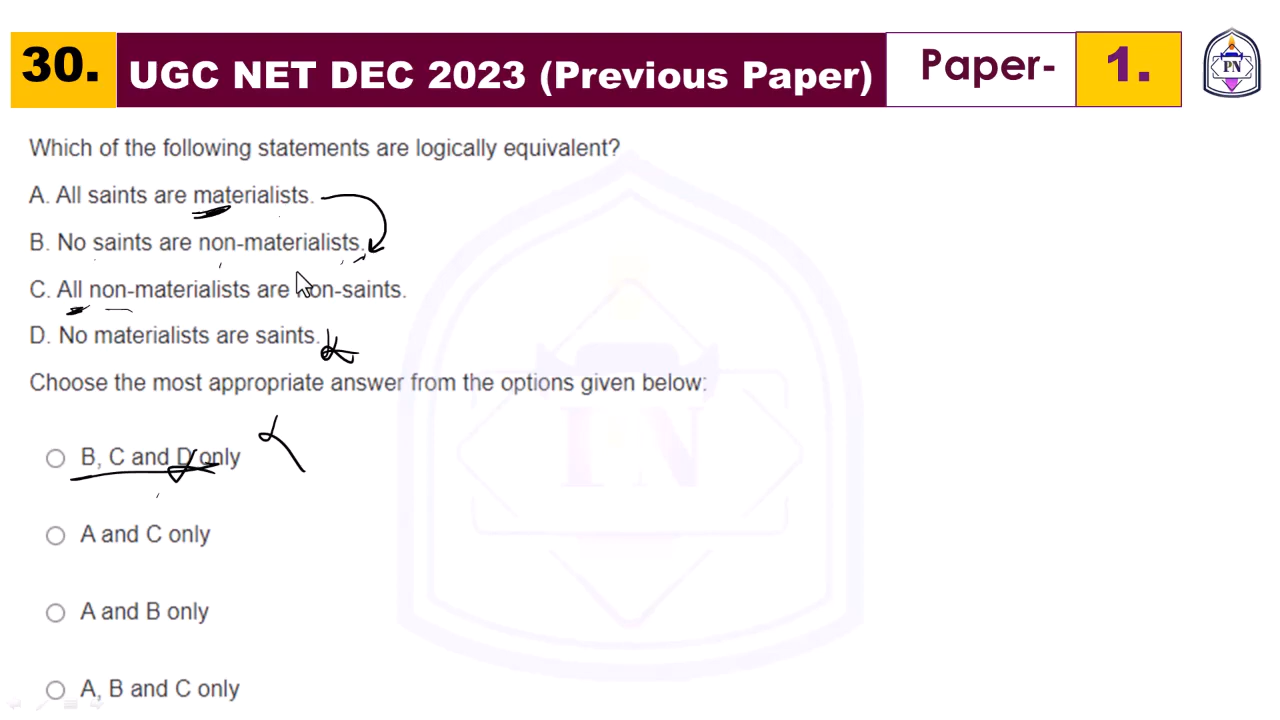 30. UGC NET DEC 2023 (Previous Paper) Paper- 1. PN
Which of the following statements are logically equivalent?
A. All saints are materialists.
B. No saints are non-materialists.
C. All non-materialists are non-saints.
D. No materialists are saints.
Choose the most appropriate answer from the options given below:
B, C and D only
A and C only
A and B only
A, B and C only
PN